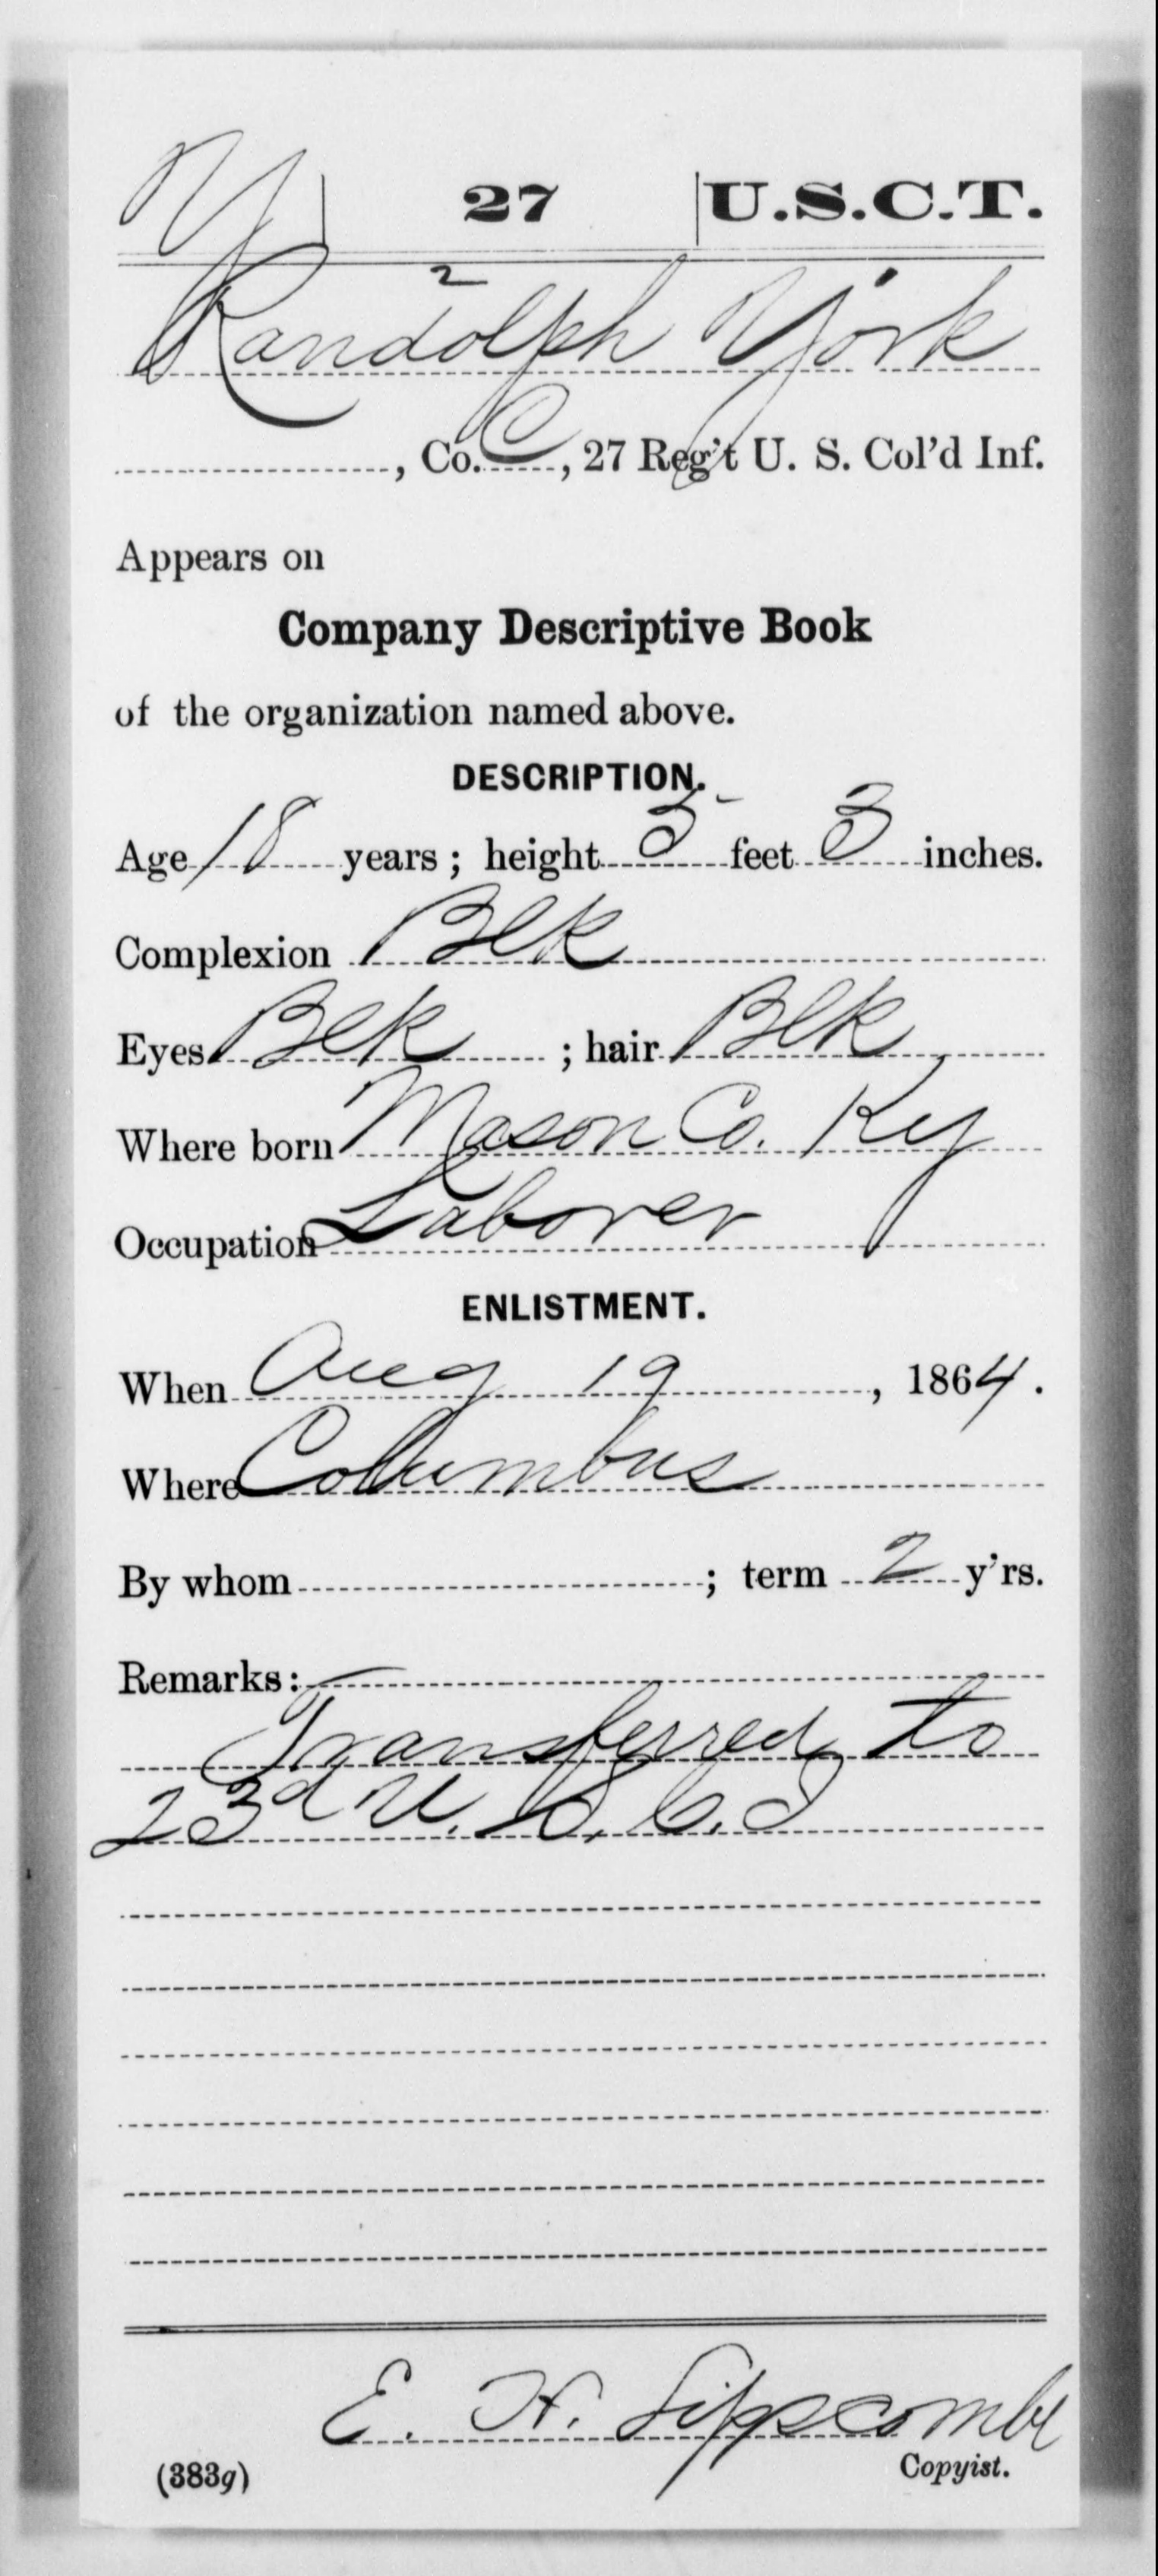 Y | 27 | U.S.C.T.
2
Randolph York
, Co. C, 27 Reg't U. S. Col'd Inf.
Appears on
Company Descriptive Book
of the organization named above.
DESCRIPTION.
Age 18 years; height 5 feet 3 inches.
Complexion Blk
Eyes Blk; hair Blk
Where born Mason Co. Ky
Occupation Laborer
ENLISTMENT.
When Aug 19, 1864.
Where Columbus
By whom ; term 2 y'rs.
Remarks:
Transferred to
23d U. S. C. I
E. H. Lipscombe
(383g) Copyist.